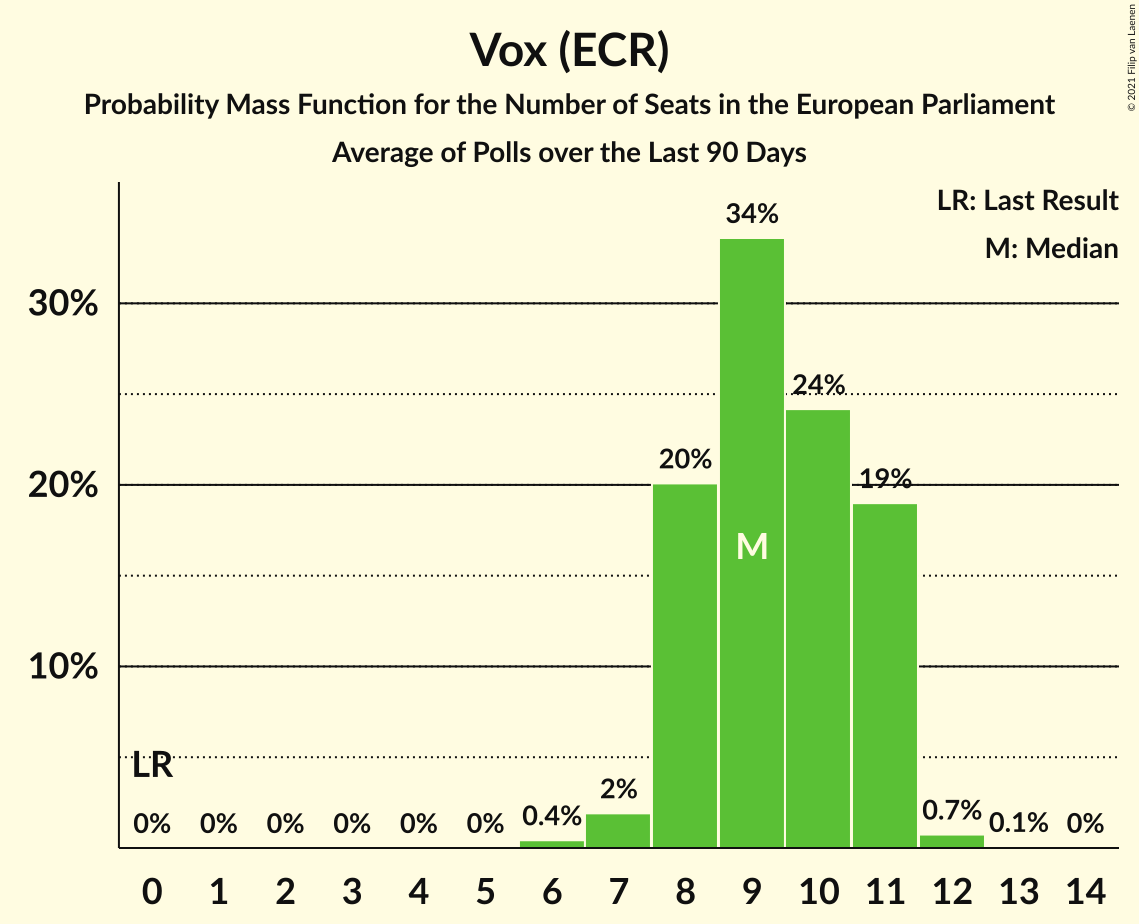 Vox (ECR)
Probability Mass Function for the Number of Seats in the European Parliament
Average of Polls over the Last 90 Days
© 2021 Filip van Laenen
LR: Last Result
M: Median
34%
30%
24%
20%
20%
19%
M
10%
LR
0% 0% 0% 0% 0% 0% 0.4% 2% 0.7% 0.1% 0%
0 1 2 3 4 5 6 7 8 9 10 11 12 13 14